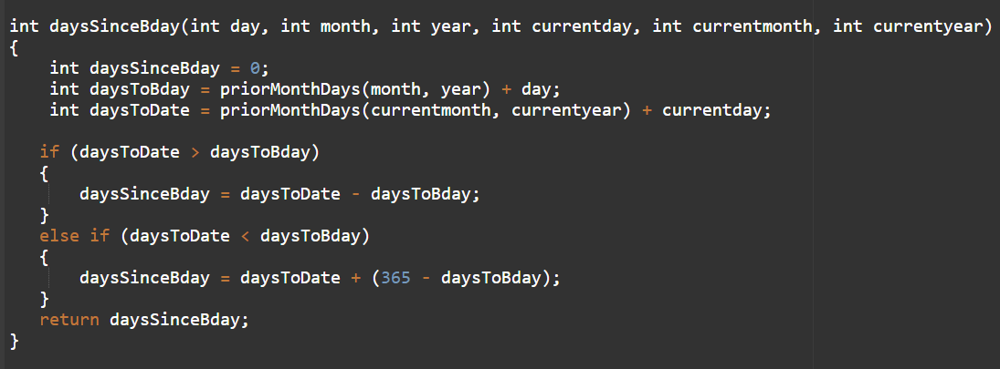 int daysSinceBday(int day, int month, int year, int currentday, int currentmonth, int currentyear)
{
    int daysSinceBday = 0;
    int daysToBday = priorMonthDays(month, year) + day;
    int daysToDate = priorMonthDays(currentmonth, currentyear) + currentday;

   if (daysToDate > daysToBday)
   {
       daysSinceBday = daysToDate - daysToBday;
   }
   else if (daysToDate < daysToBday)
   {
       daysSinceBday = daysToDate + (365 - daysToBday);
   }
   return daysSinceBday;
}